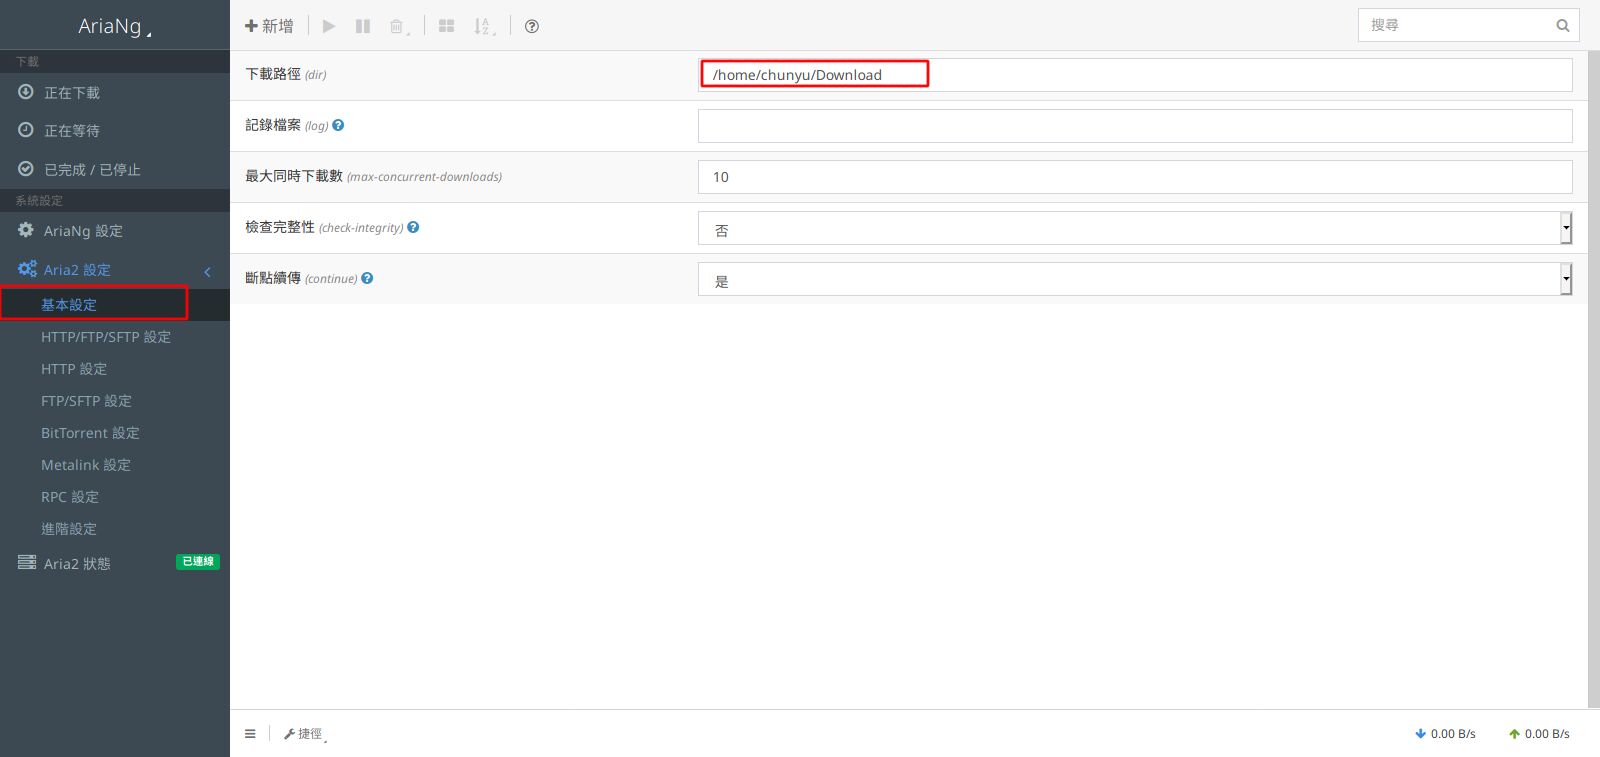 AriaNg
新增
搜尋
下載
正在下載
正在等待
已完成 / 已停止
系統設定
AriaNg 設定
Aria2 設定
基本設定
HTTP/FTP/SFTP 設定
HTTP 設定
FTP/SFTP 設定
BitTorrent 設定
Metalink 設定
RPC 設定
進階設定
Aria2 狀態 已連線
下載路徑 (dir) /home/chunyu/Download
記錄檔案 (log)
最大同時下載數 (max-concurrent-downloads) 10
檢查完整性 (check-integrity) 否
斷點續傳 (continue) 是
捷徑
0.00 B/s 0.00 B/s